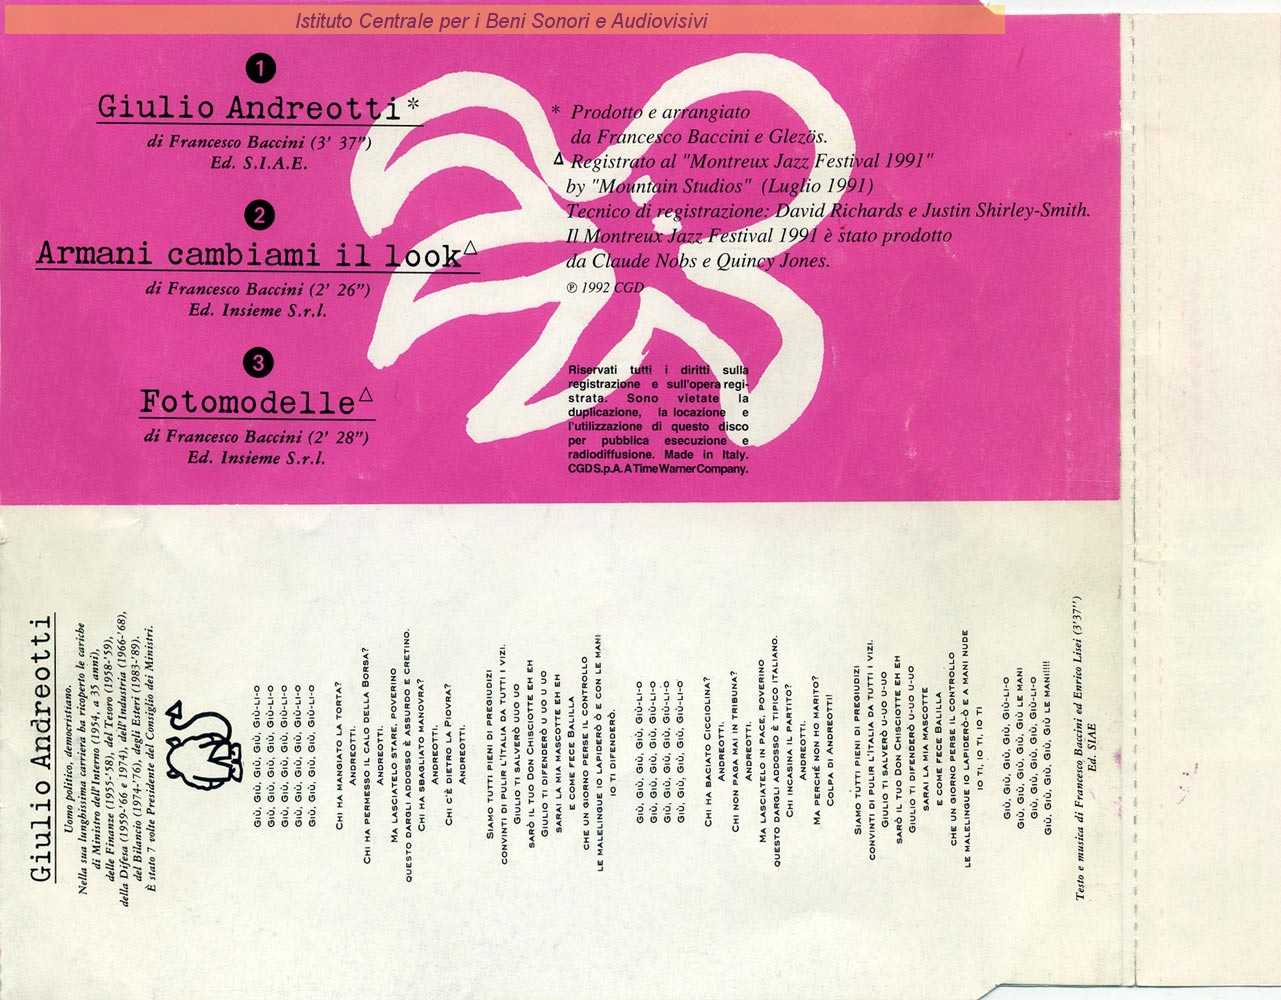 Istituto Centrale per i Beni Sonori e Audiovisivi
1
Giulio Andreotti*
di Francesco Baccini (3' 37")
Ed. S.I.A.E.
2
Armani cambiami il look△
di Francesco Baccini (2' 26")
Ed. Insieme S.r.l.
3
Fotomodelle△
di Francesco Baccini (2' 28")
Ed. Insieme S.r.l.
* Prodotto e arrangiato
da Francesco Baccini e Glezös.
△ Registrato al "Montreux Jazz Festival 1991"
by "Mountain Studios" (Luglio 1991)
Tecnico di registrazione: David Richards e Justin Shirley-Smith.
Il Montreux Jazz Festival 1991 è stato prodotto
da Claude Nobs e Quincy Jones.
℗ 1992 CGD
Riservati tutti i diritti sulla
registrazione e sull'opera regi-
strata. Sono vietate la
duplicazione, la locazione e
l'utilizzazione di questo disco
per pubblica esecuzione e
radiodiffusione. Made in Italy.
CGD S.p.A. A Time Warner Company.
Giulio Andreotti
Uomo politico, democristiano.
Nella sua lunghissima carriera ha ricoperto le cariche
di Ministro dell'Interno (1954, a 35 anni),
delle Finanze (1955-'58), del Tesoro (1958-'59),
della Difesa (1959-'66 e 1974), dell'Industria (1966-'68),
del Bilancio (1974-'76), degli Esteri (1983-'89).
È stato 7 volte Presidente del Consiglio dei Ministri.
Giù, Giù, Giù, Giù, Giù-li-o
Giù, Giù, Giù, Giù, Giù-li-o
Giù, Giù, Giù, Giù, Giù-li-o
Giù, Giù, Giù, Giù, Giù-li-o
Giù, Giù, Giù, Giù, Giù-li-o
Chi ha mangiato la torta?
Andreotti.
Chi ha permesso il calo della Borsa?
Andreotti.
Ma lasciatelo stare, poverino
questo dargli addosso è assurdo e cretino.
Chi ha sbagliato manovra?
Andreotti.
Chi c'è dietro la Piovra?
Andreotti.
Siamo tutti pieni di pregiudizi
convinti di pulir l'Italia da tutti i vizi.
Giulio ti salverò uuo uo
sarò il tuo Don Chisciotte eh eh
Giulio ti difenderò u uo u uo
sarai la mia mascotte eh eh
e come fece Balilla
che un giorno perse il controllo
le malelingue io lapiderò ò e con le mani
io ti difenderò.
Giù, Giù, Giù, Giù, Giù-li-o
Giù, Giù, Giù, Giù, Giù-li-o
Giù, Giù, Giù, Giù, Giù-li-o
Giù, Giù, Giù, Giù, Giù-li-o
Chi ha baciato Cicciolina?
Andreotti.
Chi non paga mai in tribuna?
Andreotti.
Ma lasciatelo in pace, poverino
questo dargli addosso è tipico italiano.
Chi incasina il partito?
Andreotti.
Ma perché non ho marito?
Colpa di Andreotti!
Siamo tutti pieni di pregiudizi
convinti di pulir l'Italia da tutti i vizi.
Giulio ti salverò u-uo u-uo
sarò il tuo Don Chisciotte eh eh
Giulio ti difenderò u-uo u-uo
sarai la mia mascotte
e come fece Balilla
che un giorno perse il controllo
le malelingue io lapiderò-ò e a mani nude
io ti, io ti, io ti
Giù, Giù, Giù, Giù, Giù-li-o
Giù, Giù, Giù, Giù le mani
Giù, Giù, Giù, Giù, Giù-li-o
Giù, Giù, Giù, Giù, Giù le mani!!!!
Testo e musica di Francesco Baccini ed Enrico Lisei (3'37")
Ed. SIAE